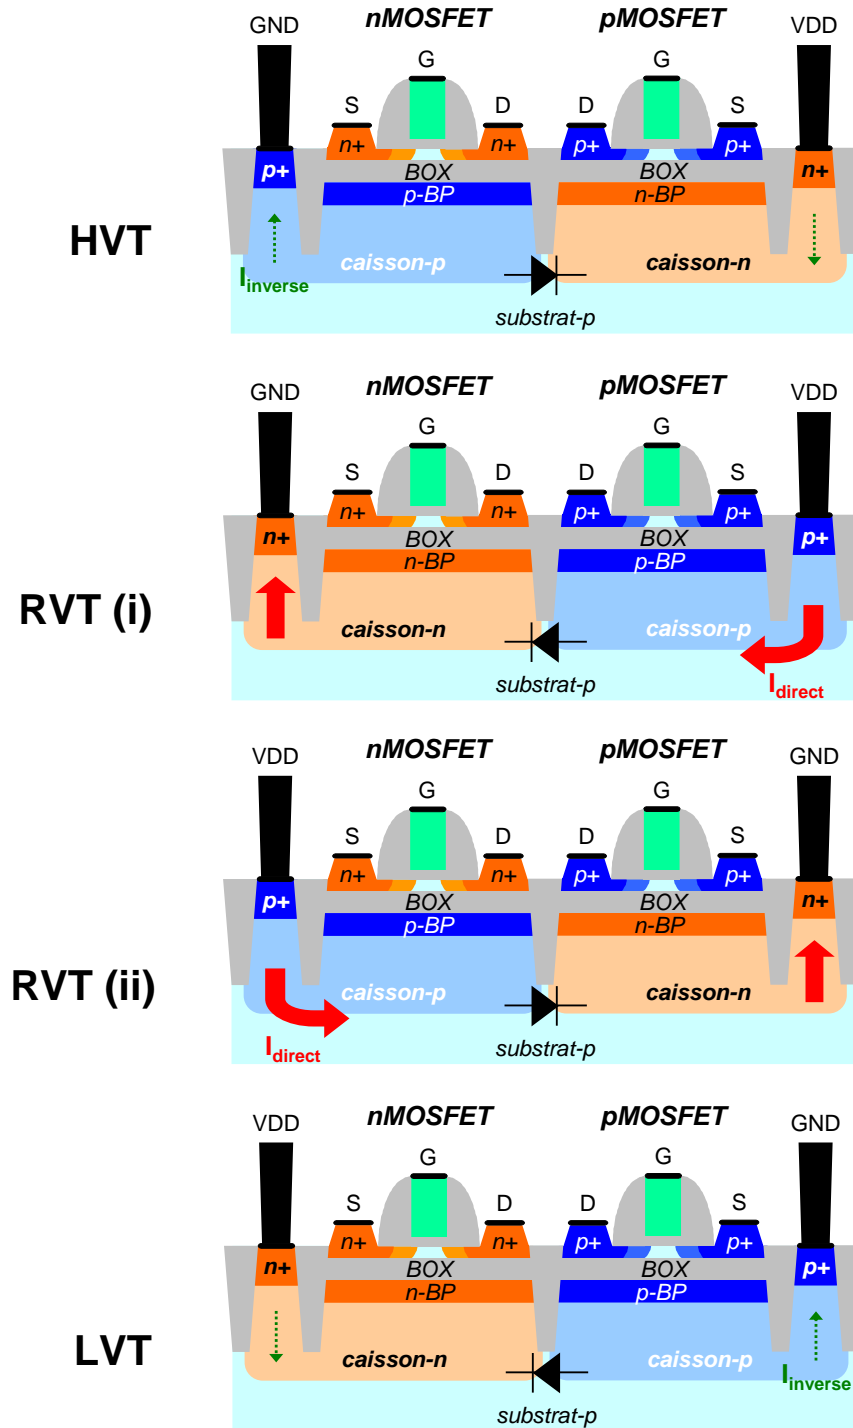 nMOSFET pMOSFET
GND G G VDD
S D D S
n+ n+ p+ p+
p+ BOX BOX n+
p-BP n-BP
HVT
caisson-p caisson-n
Iinverse
substrat-p
nMOSFET pMOSFET
GND G G VDD
S D D S
n+ n+ p+ p+
n+ BOX BOX p+
n-BP p-BP
RVT (i)
caisson-n caisson-p
substrat-p Idirect
nMOSFET pMOSFET
VDD G G GND
S D D S
n+ n+ p+ p+
p+ BOX BOX n+
p-BP n-BP
RVT (ii)
caisson-p caisson-n
Idirect substrat-p
nMOSFET pMOSFET
VDD G G GND
S D D S
n+ n+ p+ p+
n+ BOX BOX p+
n-BP p-BP
LVT
caisson-n caisson-p
Iinverse
substrat-p